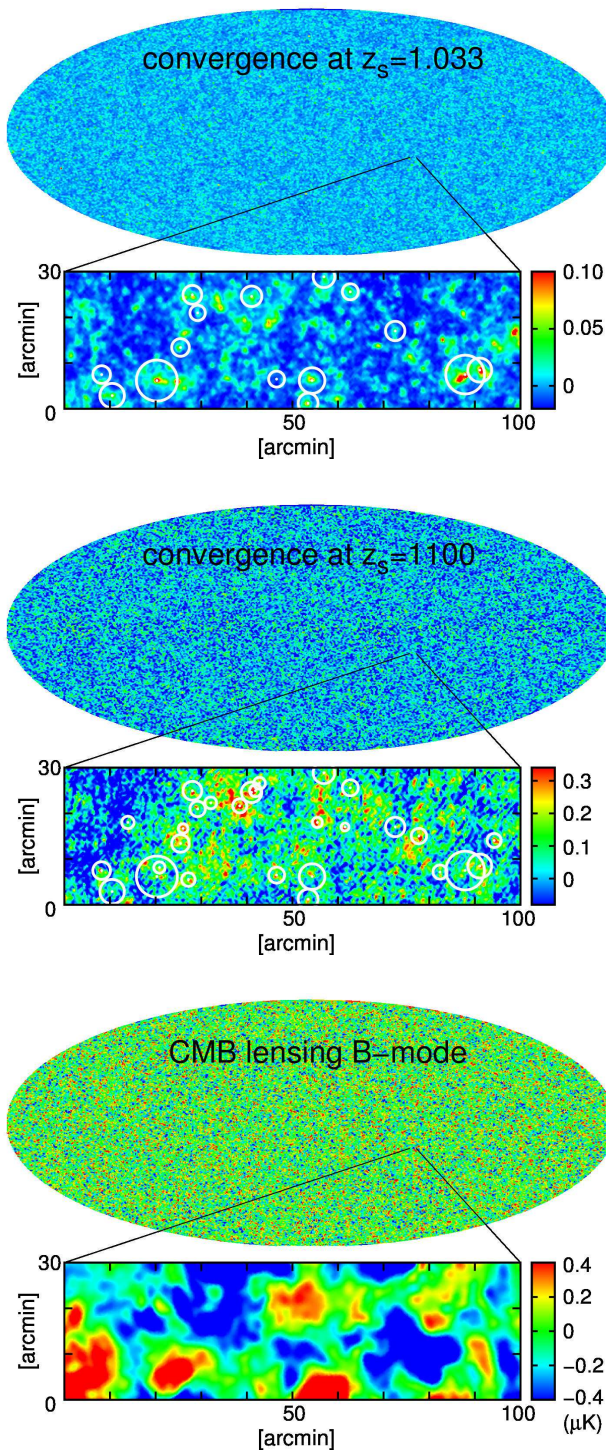 convergence at z_s=1.033
30
[arcmin]
0
50
100
[arcmin]
0.10
0.05
0
convergence at z_s=1100
30
[arcmin]
0
50
100
[arcmin]
0.3
0.2
0.1
0
CMB lensing B−mode
30
[arcmin]
0
50
100
[arcmin]
0.4
0.2
0
−0.2
−0.4
(μK)